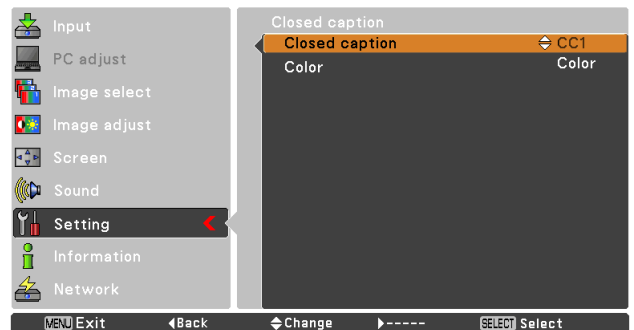 Input
PC adjust
Image select
Image adjust
Screen
Sound
Setting
Information
Network
Closed caption
Closed caption CC1
Color Color
MENU Exit Back Change ----- SELECT Select